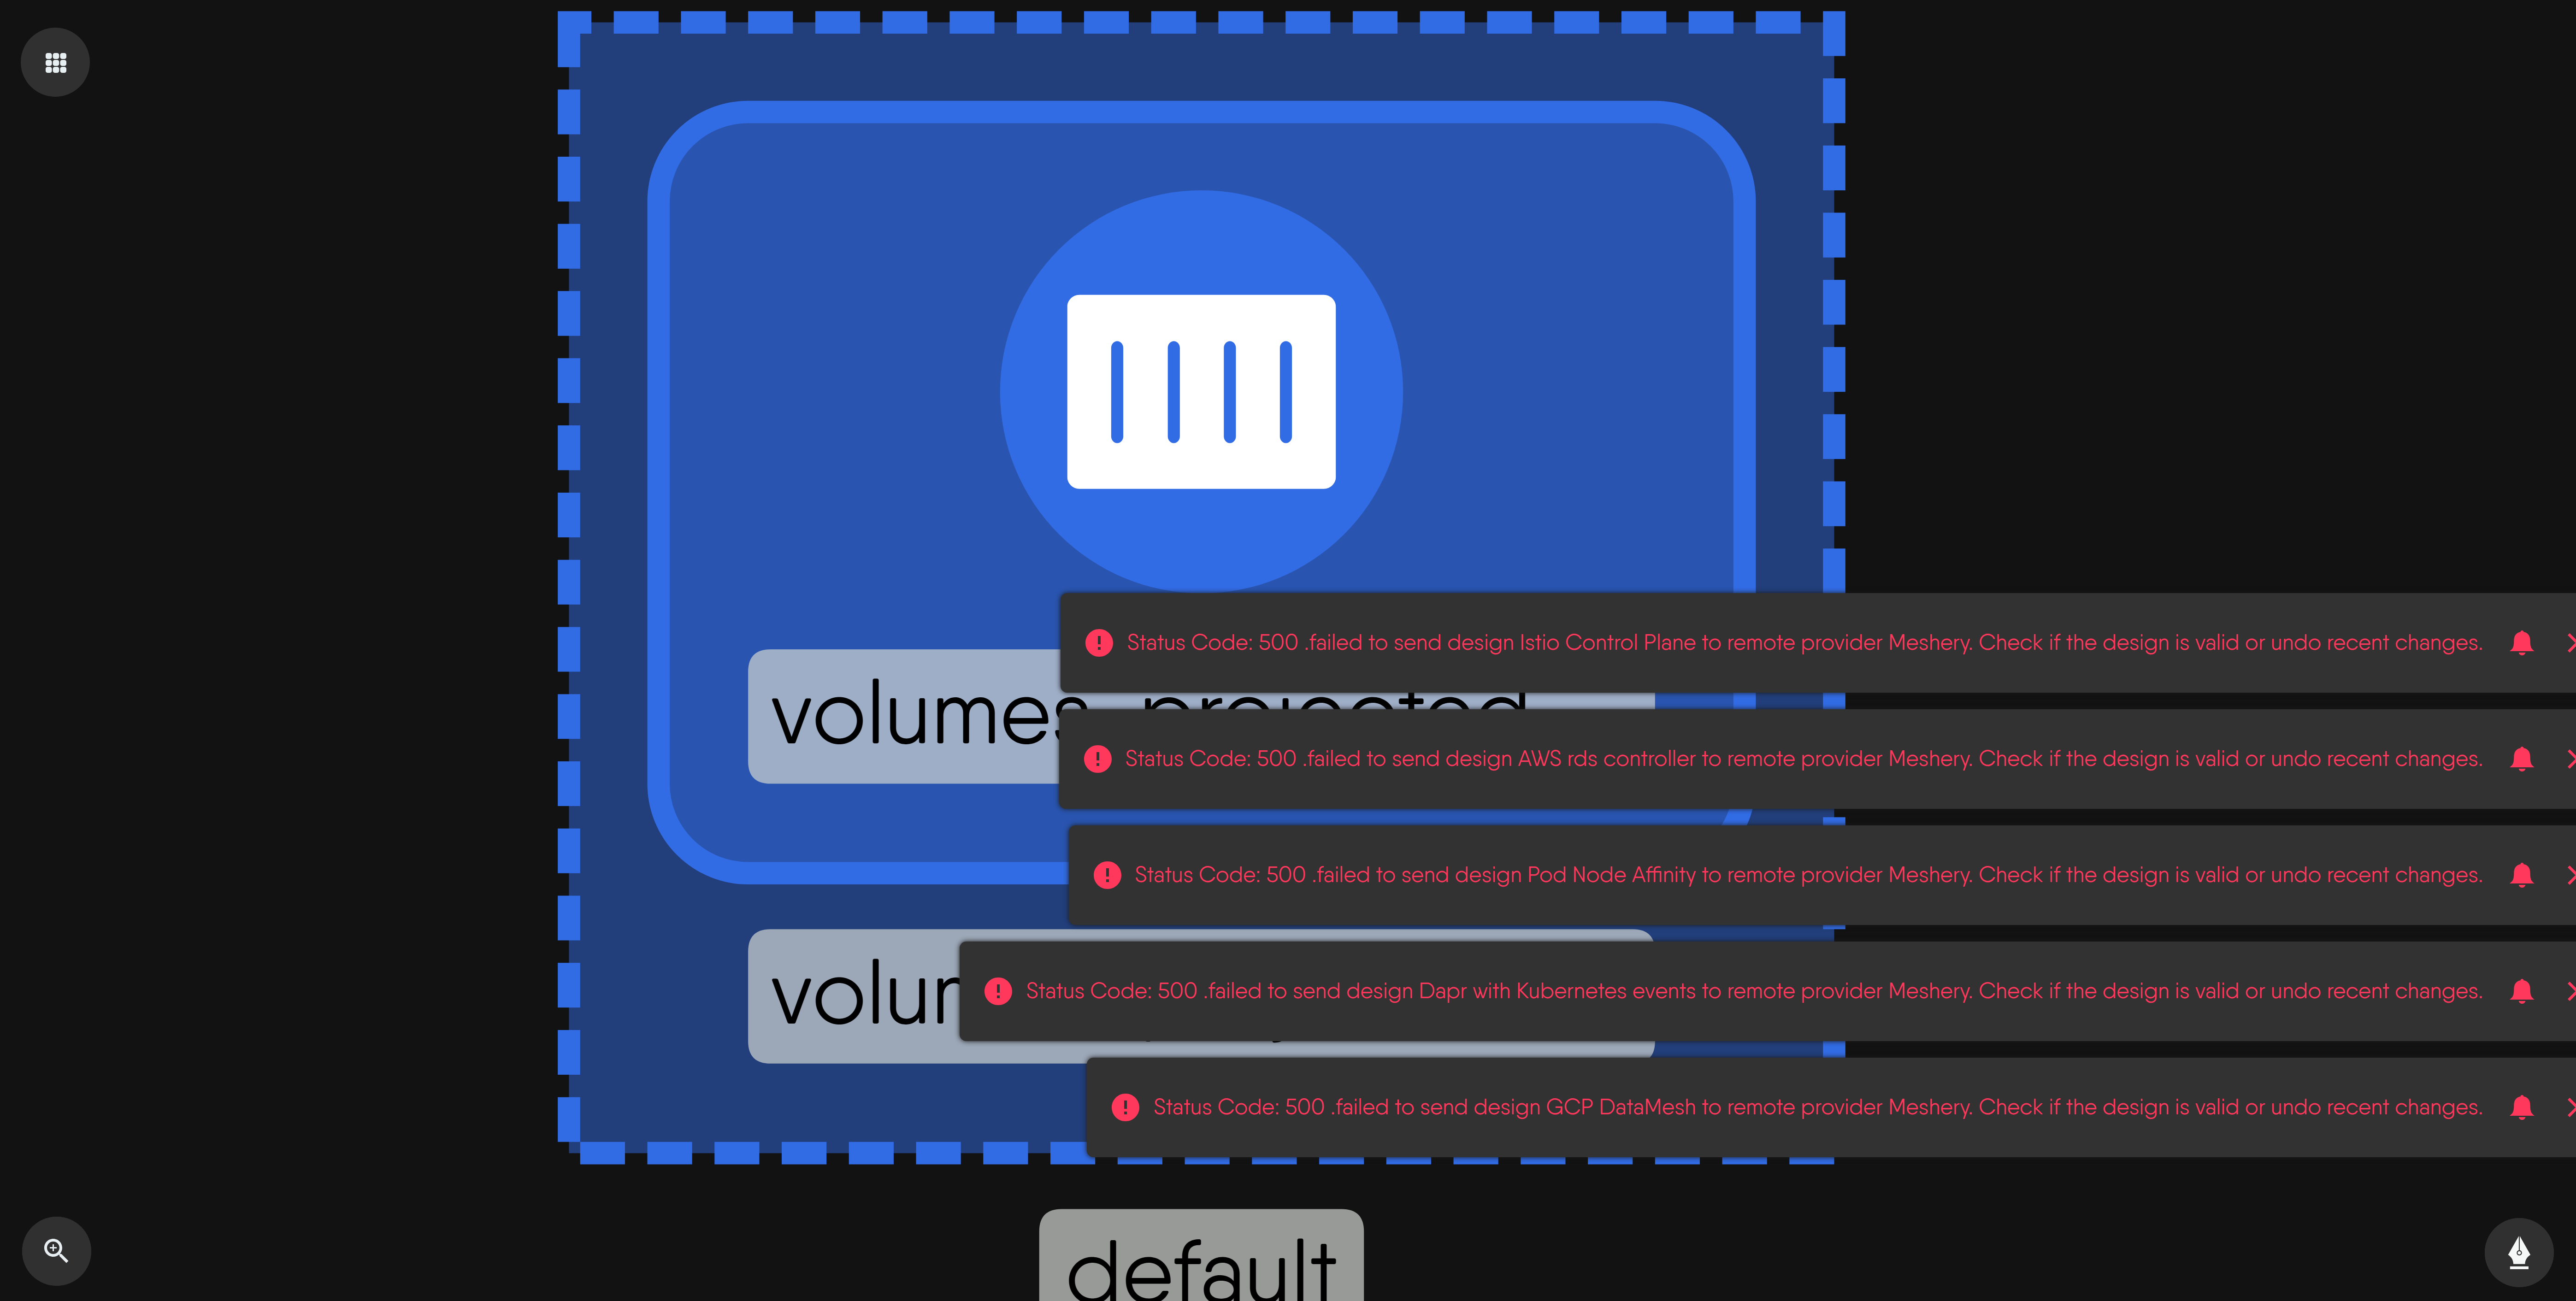 Status Code: 500 .failed to send design Istio Control Plane to remote provider Meshery. Check if the design is valid or undo recent changes.
volumes projected
Status Code: 500 .failed to send design AWS rds controller to remote provider Meshery. Check if the design is valid or undo recent changes.
Status Code: 500 .failed to send design Pod Node Affinity to remote provider Meshery. Check if the design is valid or undo recent changes.
Status Code: 500 .failed to send design Dapr with Kubernetes events to remote provider Meshery. Check if the design is valid or undo recent changes.
Status Code: 500 .failed to send design GCP DataMesh to remote provider Meshery. Check if the design is valid or undo recent changes.
default